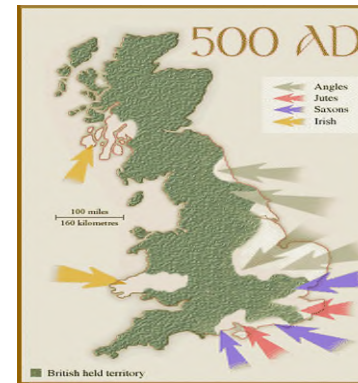 500 AD
Angles
Jutes
Saxons
Irish
100 miles
160 kilometres
British held territory